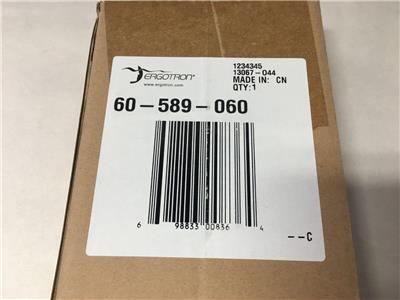 ERGOTRON®
www.ergotron.com
1234345
13067-044
MADE IN: CN
QTY:1
60-589-060
6 98833 00836 4
--C